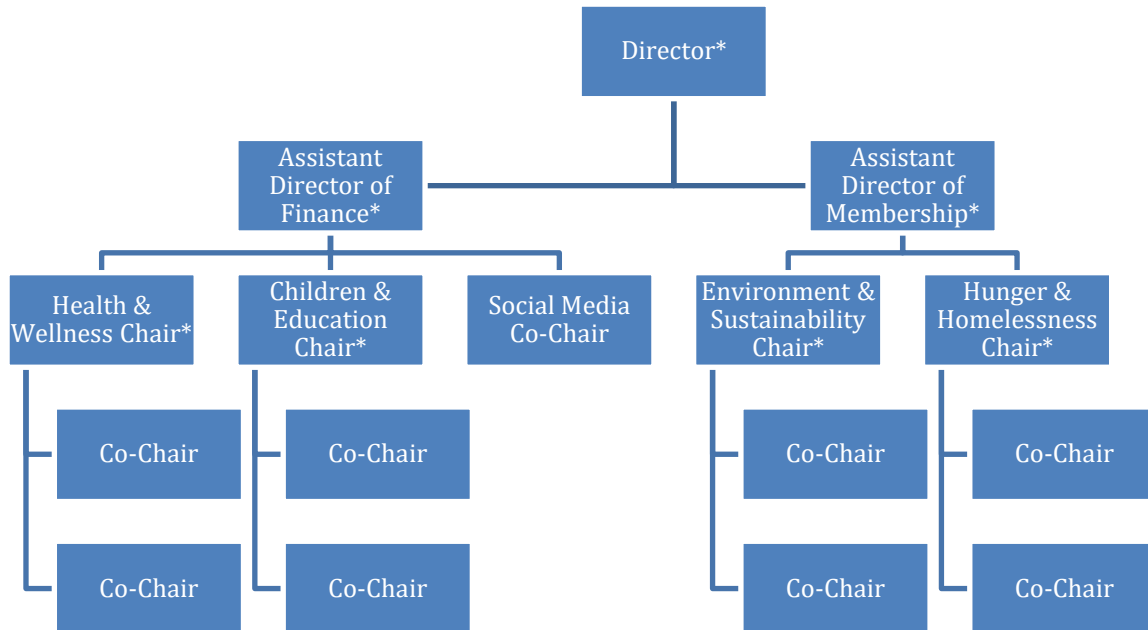 Director*
Assistant
Director of
Finance*
Assistant
Director of
Membership*
Health &
Wellness Chair*
Children &
Education
Chair*
Social Media
Co-Chair
Environment &
Sustainability
Chair*
Hunger &
Homelessness
Chair*
Co-Chair
Co-Chair
Co-Chair
Co-Chair
Co-Chair
Co-Chair
Co-Chair
Co-Chair